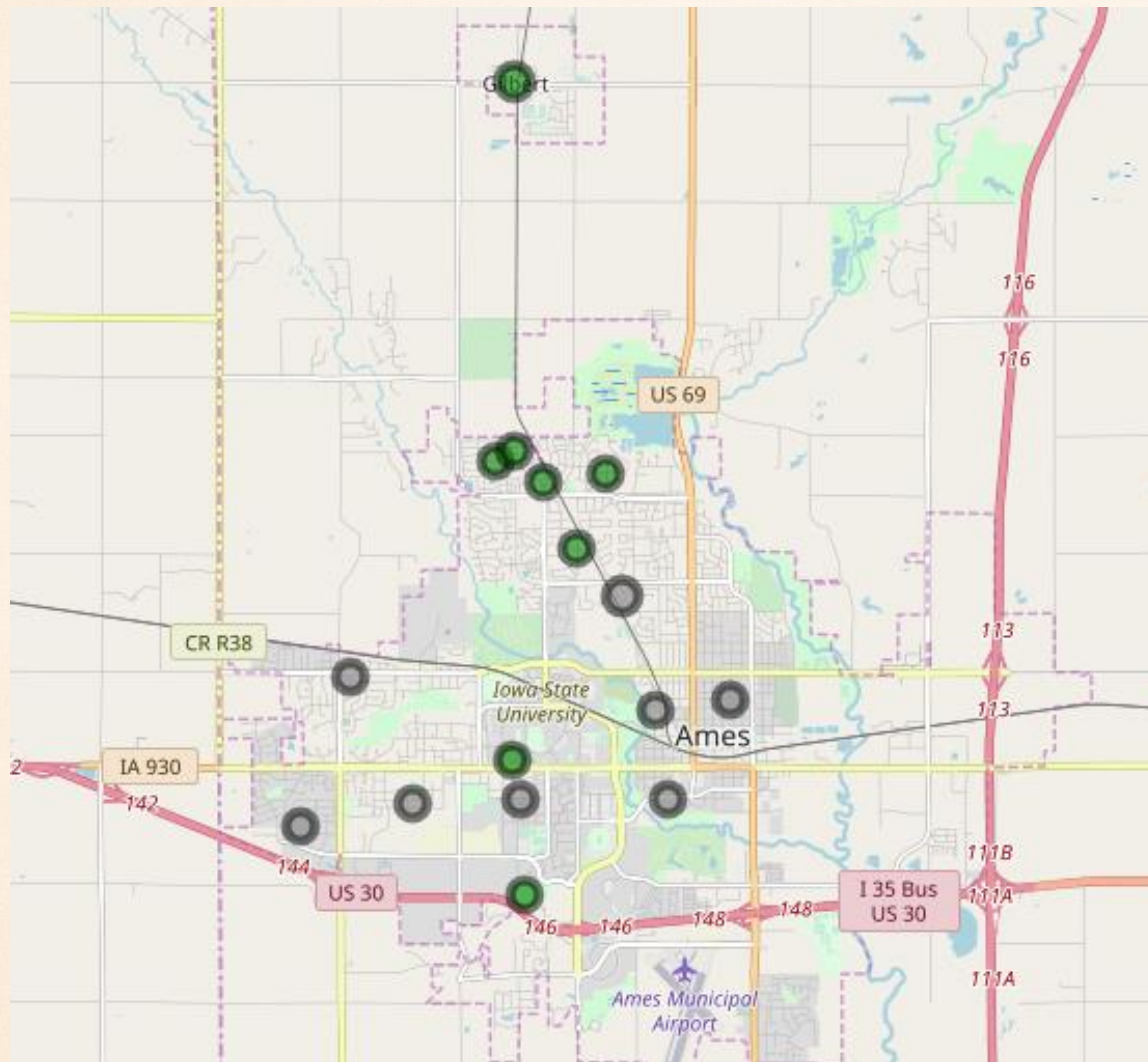 Gilbert
116
116
US 69
113
CR R38
Iowa State
University
113
Ames
2
IA 930
142
144
111B
US 30
I 35 Bus
US 30
111A
146
146
148
148
111A
Ames Municipal
Airport